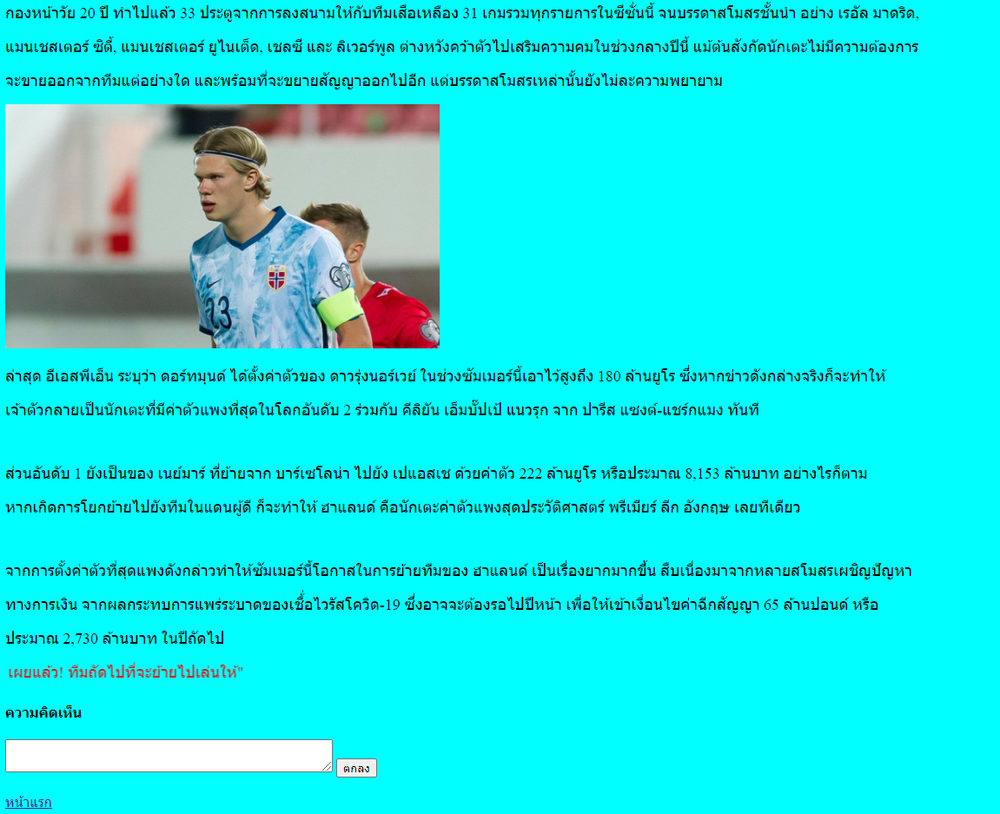 กองหน้าวัย 20 ปี ทำไปแล้ว 33 ประตูจากการลงสนามให้กับทีมเสือเหลือง 31 เกมรวมทุกรายการในซีซั่นนี้ จนบรรดาสโมสรชั้นนำ อย่าง เรอัล มาดริด,
แมนเชสเตอร์ ซิตี้, แมนเชสเตอร์ ยูไนเต็ด, เชลซี และ ลิเวอร์พูล ต่างหวังคว้าตัวไปเสริมความคมในช่วงกลางปีนี้ แม้ต้นสังกัดนักเตะไม่มีความต้องการ
จะขายออกจากทีมแต่อย่างใด และพร้อมที่จะขยายสัญญาออกไปอีก แต่บรรดาสโมสรเหล่านั้นยังไม่ละความพยายาม
23
ล่าสุด อีเอสพีเอ็น ระบุว่า ดอร์ทมุนด์ ได้ตั้งค่าตัวของ ดาวรุ่งนอร์เวย์ ในช่วงซัมเมอร์นี้เอาไว้สูงถึง 180 ล้านยูโร ซึ่งหากข่าวดังกล่างจริงก็จะทำให้
เจ้าตัวกลายเป็นนักเตะที่มีค่าตัวแพงที่สุดในโลกอันดับ 2 ร่วมกับ คีลิยัน เอ็มบั๊ปเป้ แนวรุก จาก ปารีส แซงต์-แชร์กแมง ทันที
ส่วนอันดับ 1 ยังเป็นของ เนย์มาร์ ที่ย้ายจาก บาร์เซโลน่า ไปยัง เปแอสเช ด้วยค่าตัว 222 ล้านยูโร หรือประมาณ 8,153 ล้านบาท อย่างไรก็ตาม
หากเกิดการโยกย้ายไปยังทีมในแดนผู้ดี ก็จะทำให้ ฮาแลนด์ คือนักเตะค่าตัวแพงสุดประวัติศาสตร์ พรีเมียร์ ลีก อังกฤษ เลยทีเดียว
จากการตั้งค่าตัวที่สุดแพงดังกล่าวทำให้ซัมเมอร์นี้โอกาสในการย้ายทีมของ ฮาแลนด์ เป็นเรื่องยากมากขึ้น สืบเนื่องมาจากหลายสโมสรเผชิญปัญหา
ทางการเงิน จากผลกระทบการแพร่ระบาดของเชื้อไวรัสโควิด-19 ซึ่งอาจจะต้องรอไปปีหน้า เพื่อให้เข้าเงื่อนไขค่าฉีกสัญญา 65 ล้านปอนด์ หรือ
ประมาณ 2,730 ล้านบาท ในปีถัดไป
เผยแล้ว! ทีมถัดไปที่จะย้ายไปเล่นให้"
ความคิดเห็น
ตกลง
หน้าแรก